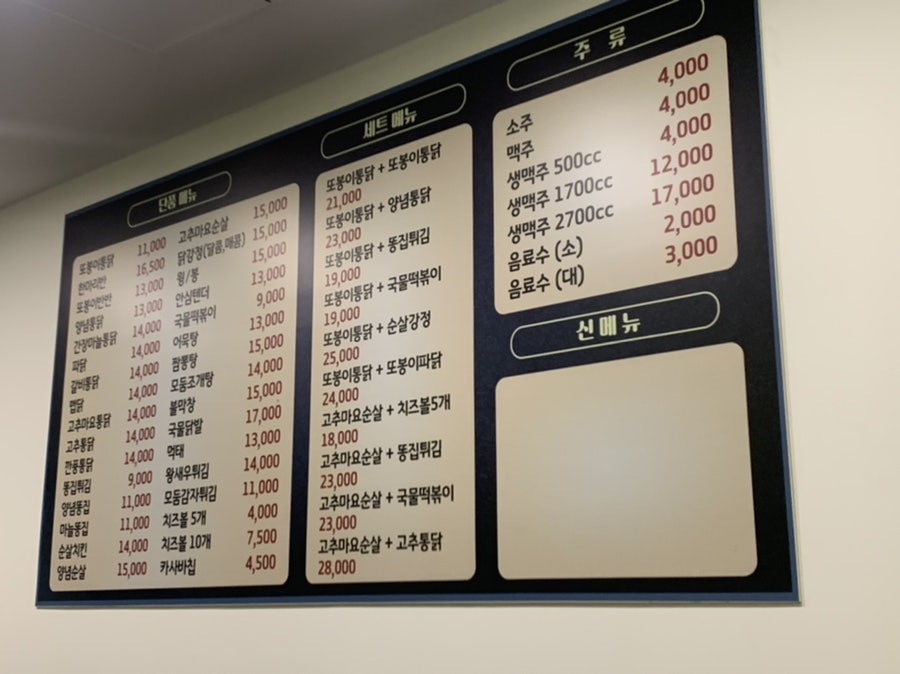 단품 메뉴
또봉이통닭 11,000 고추마요순살 15,000
한마리반 16,500 닭강정(달콤,매콤) 15,000
또봉이반반 13,000 윙/봉 15,000
양념통닭 13,000 안심텐더 13,000
간장마늘통닭 14,000 국물떡볶이 9,000
파닭 14,000 어묵탕 13,000
갈비통닭 14,000 짬뽕탕 15,000
맵닭 14,000 모둠조개탕 14,000
고추마요통닭 14,000 불막창 15,000
고추통닭 14,000 국물닭발 17,000
깐풍통닭 14,000 먹태 13,000
똥집튀김 9,000 왕새우튀김 14,000
양념똥집 11,000 모둠감자튀김 11,000
마늘똥집 11,000 치즈볼 5개 4,000
순살치킨 14,000 치즈볼 10개 7,500
양념순살 15,000 카사바칩 4,500
세트 메뉴
또봉이통닭 + 또봉이통닭
21,000
또봉이통닭 + 양념통닭
23,000
또봉이통닭 + 똥집튀김
19,000
또봉이통닭 + 국물떡볶이
19,000
또봉이통닭 + 순살강정
25,000
또봉이통닭 + 또봉이파닭
24,000
고추마요순살 + 치즈볼5개
18,000
고추마요순살 + 똥집튀김
23,000
고추마요순살 + 국물떡볶이
23,000
고추마요순살 + 고추통닭
28,000
주 류
소주 4,000
맥주 4,000
생맥주 500cc 4,000
생맥주 1700cc 12,000
생맥주 2700cc 17,000
음료수 (소) 2,000
음료수 (대) 3,000
신메뉴